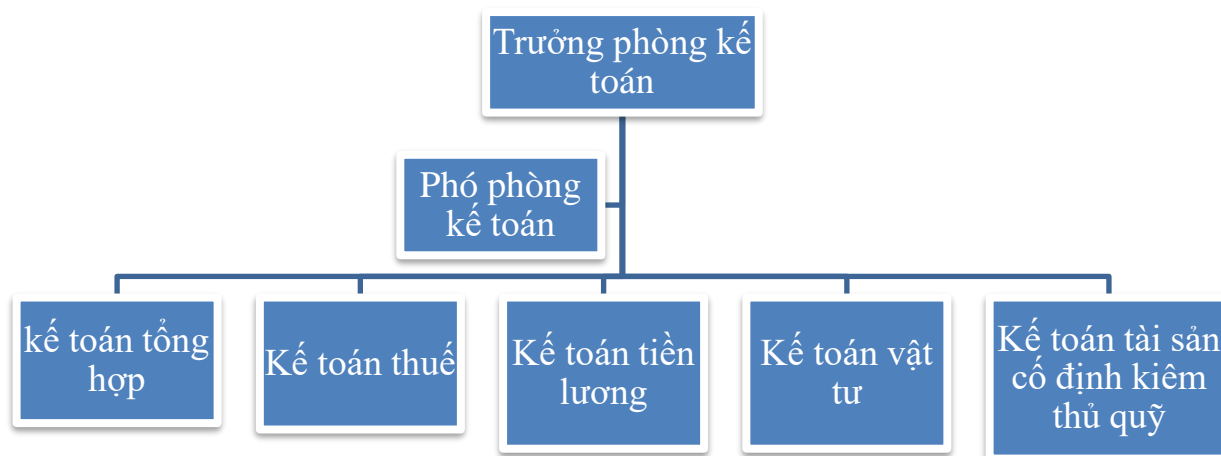 Trưởng phòng kế
toán
Phó phòng
kế toán
kế toán tổng
hợp
Kế toán thuế
Kế toán tiền
lương
Kế toán vật
tư
Kế toán tài sản
cố định kiêm
thủ quỹ